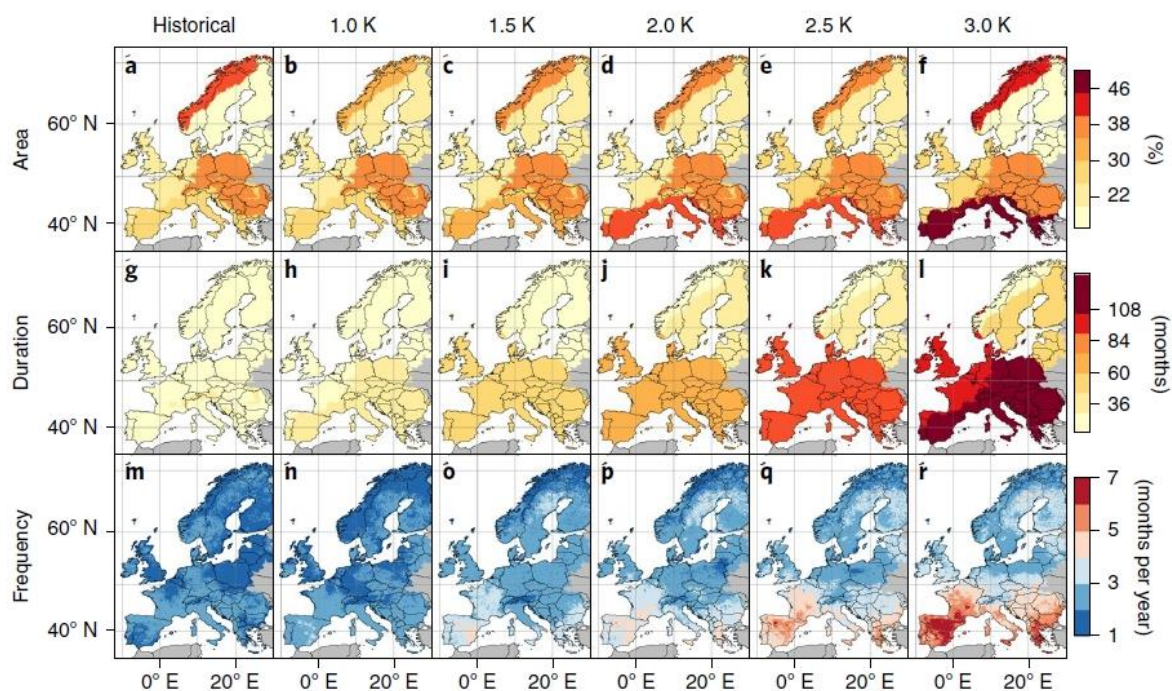 Historical 1.0 K 1.5 K 2.0 K 2.5 K 3.0 K
a b c d e f
Area
60° N
40° N
46
38
30
22
(%)
g h i j k l
Duration
60° N
40° N
108
84
60
36
(months)
m n o p q r
Frequency
60° N
40° N
7
5
3
1
(months per year)
0° E 20° E 0° E 20° E 0° E 20° E 0° E 20° E 0° E 20° E 0° E 20° E